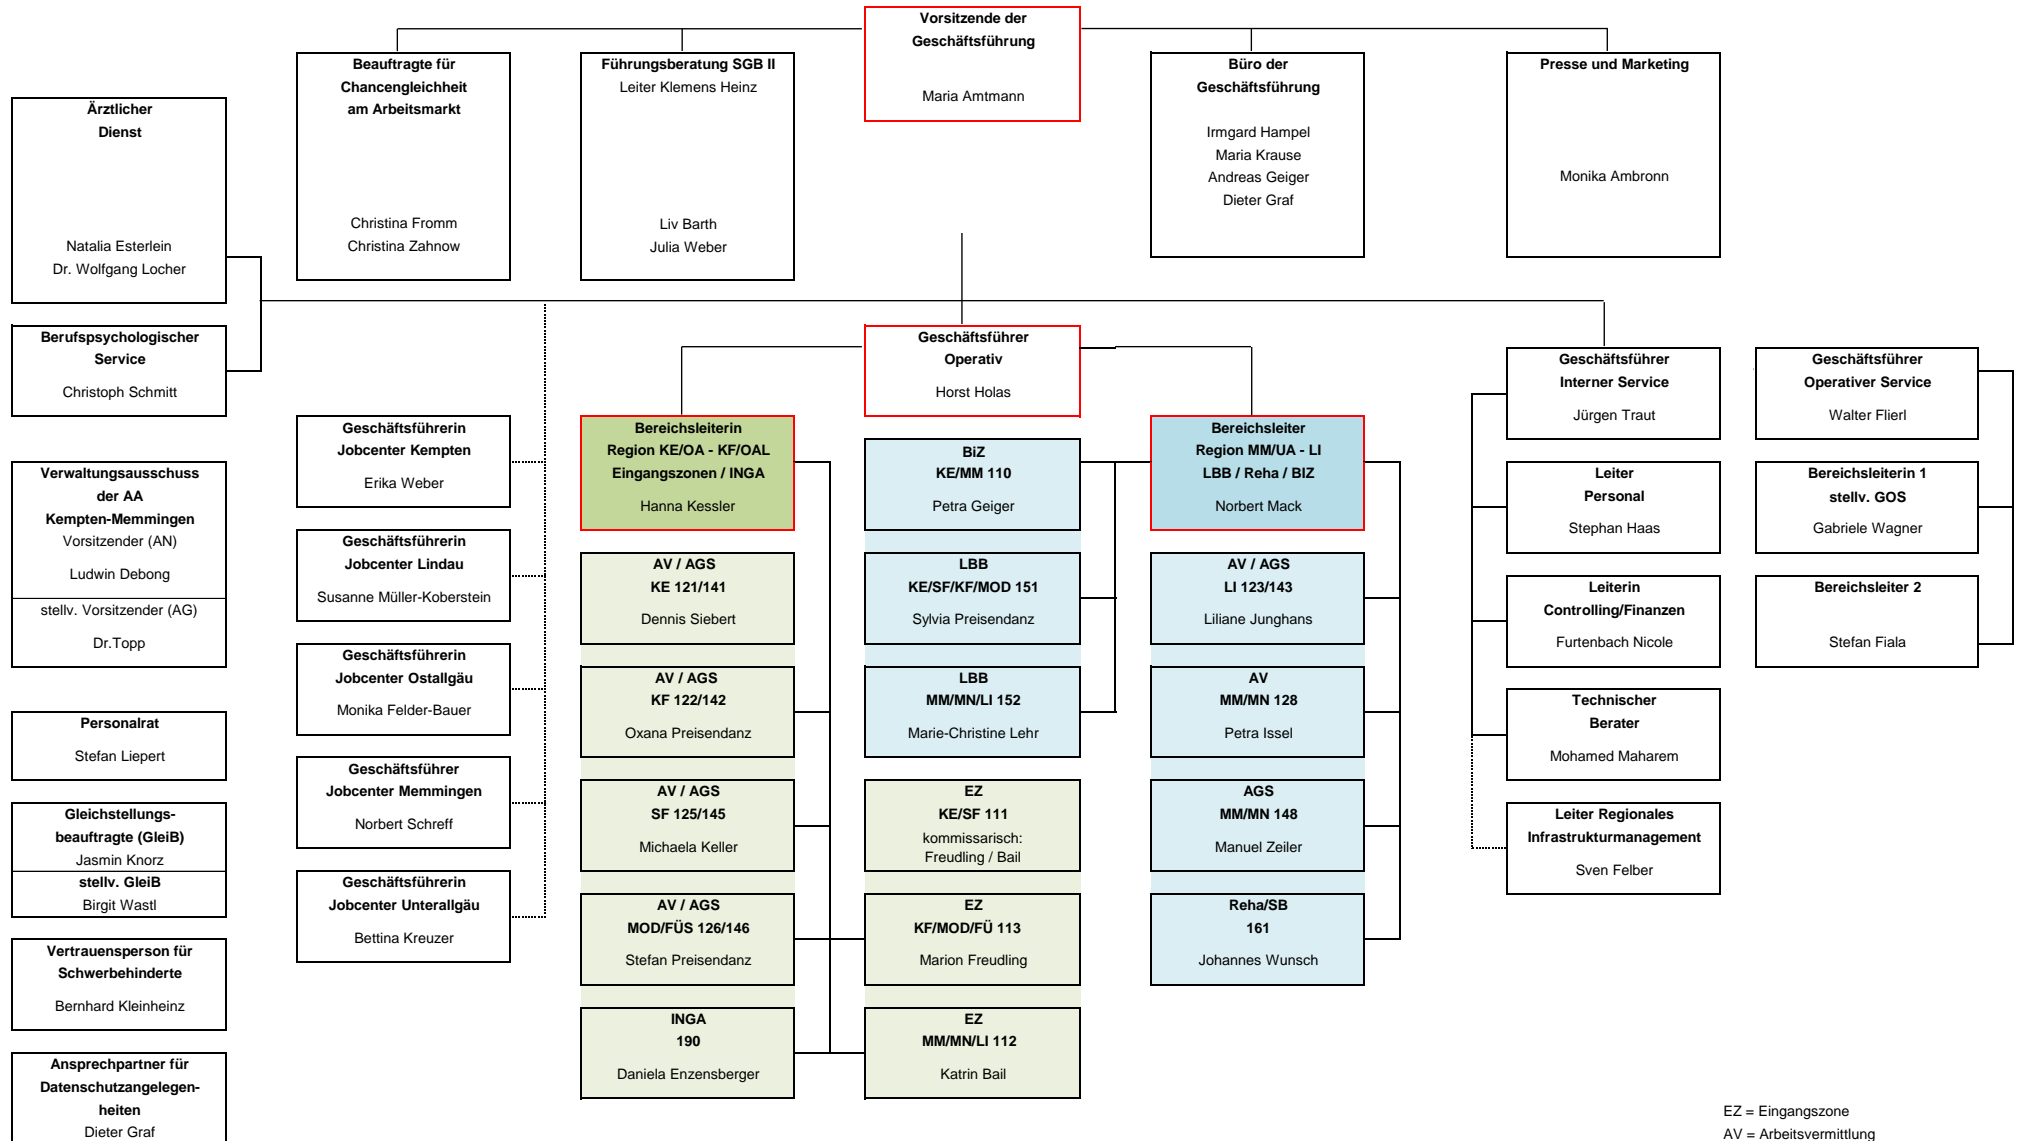 Vorsitzende der
Geschäftsführung
Maria Amtmann
Beauftragte für
Chancengleichheit
am Arbeitsmarkt
Christina Fromm
Christina Zahnow
Führungsberatung SGB II
Leiter Klemens Heinz
Liv Barth
Julia Weber
Büro der
Geschäftsführung
Irmgard Hampel
Maria Krause
Andreas Geiger
Dieter Graf
Presse und Marketing
Monika Ambronn
Ärztlicher
Dienst
Natalia Esterlein
Dr. Wolfgang Locher
Berufspsychologischer
Service
Christoph Schmitt
Verwaltungsausschuss
der AA
Kempten-Memmingen
Vorsitzender (AN)
Ludwin Debong
stellv. Vorsitzender (AG)
Dr.Topp
Personalrat
Stefan Liepert
Gleichstellungs-
beauftragte (GleiB)
Jasmin Knorz
stellv. GleiB
Birgit Wastl
Vertrauensperson für
Schwerbehinderte
Bernhard Kleinheinz
Ansprechpartner für
Datenschutzangelegen-
heiten
Dieter Graf
Geschäftsführerin
Jobcenter Kempten
Erika Weber
Geschäftsführerin
Jobcenter Lindau
Susanne Müller-Koberstein
Geschäftsführerin
Jobcenter Ostallgäu
Monika Felder-Bauer
Geschäftsführer
Jobcenter Memmingen
Norbert Schreff
Geschäftsführerin
Jobcenter Unterallgäu
Bettina Kreuzer
Geschäftsführer
Operativ
Horst Holas
Bereichsleiterin
Region KE/OA - KF/OAL
Eingangszonen / INGA
Hanna Kessler
AV / AGS
KE 121/141
Dennis Siebert
AV / AGS
KF 122/142
Oxana Preisendanz
AV / AGS
SF 125/145
Michaela Keller
AV / AGS
MOD/FÜS 126/146
Stefan Preisendanz
INGA
190
Daniela Enzensberger
BiZ
KE/MM 110
Petra Geiger
LBB
KE/SF/KF/MOD 151
Sylvia Preisendanz
LBB
MM/MN/LI 152
Marie-Christine Lehr
EZ
KE/SF 111
kommissarisch:
Freudling / Bail
EZ
KF/MOD/FÜ 113
Marion Freudling
EZ
MM/MN/LI 112
Katrin Bail
Bereichsleiter
Region MM/UA - LI
LBB / Reha / BIZ
Norbert Mack
AV / AGS
LI 123/143
Liliane Junghans
AV
MM/MN 128
Petra Issel
AGS
MM/MN 148
Manuel Zeiler
Reha/SB
161
Johannes Wunsch
Geschäftsführer
Interner Service
Jürgen Traut
Leiter
Personal
Stephan Haas
Leiterin
Controlling/Finanzen
Furtenbach Nicole
Technischer
Berater
Mohamed Maharem
Leiter Regionales
Infrastrukturmanagement
Sven Felber
Geschäftsführer
Operativer Service
Walter Flierl
Bereichsleiterin 1
stellv. GOS
Gabriele Wagner
Bereichsleiter 2
Stefan Fiala
EZ = Eingangszone
AV = Arbeitsvermittlung